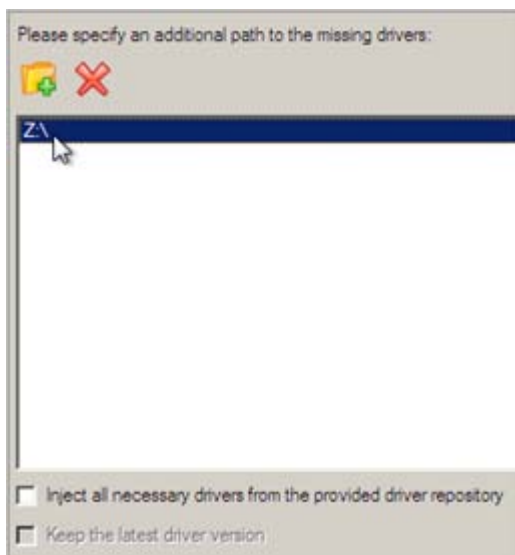 Please specify an additional path to the missing drivers:
Z:\
Inject all necessary drivers from the provided driver repository
Keep the latest driver version